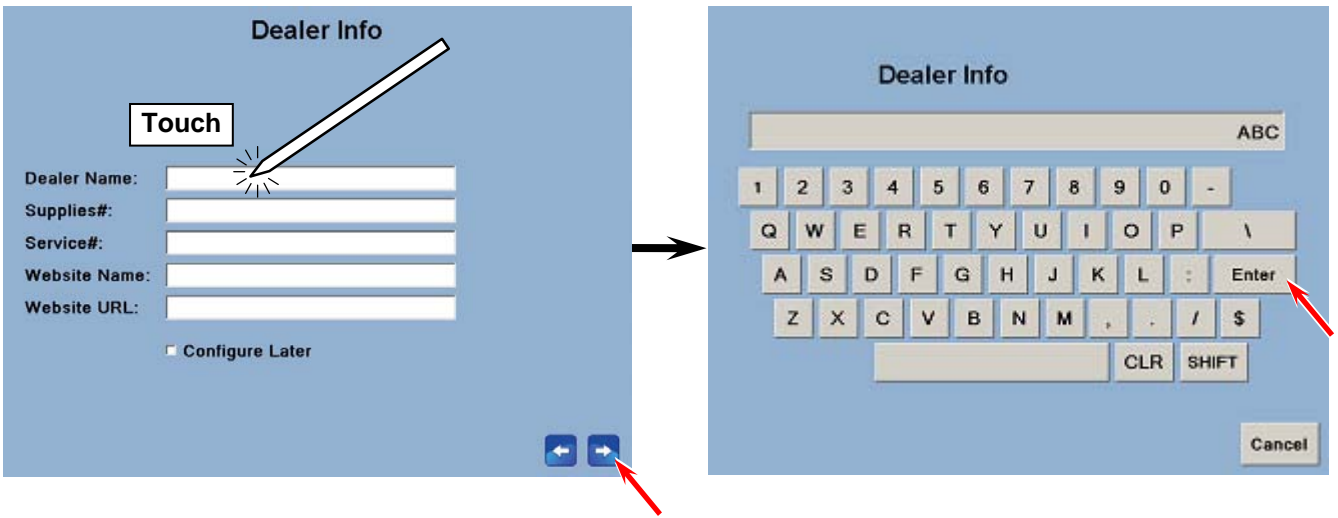 Dealer Info
Touch
Dealer Name:
Supplies#:
Service#:
Website Name:
Website URL:
Configure Later
Dealer Info
ABC
1 2 3 4 5 6 7 8 9 0 -
Q W E R T Y U I O P \
A S D F G H J K L : Enter
Z X C V B N M , . / $
CLR SHIFT
Cancel